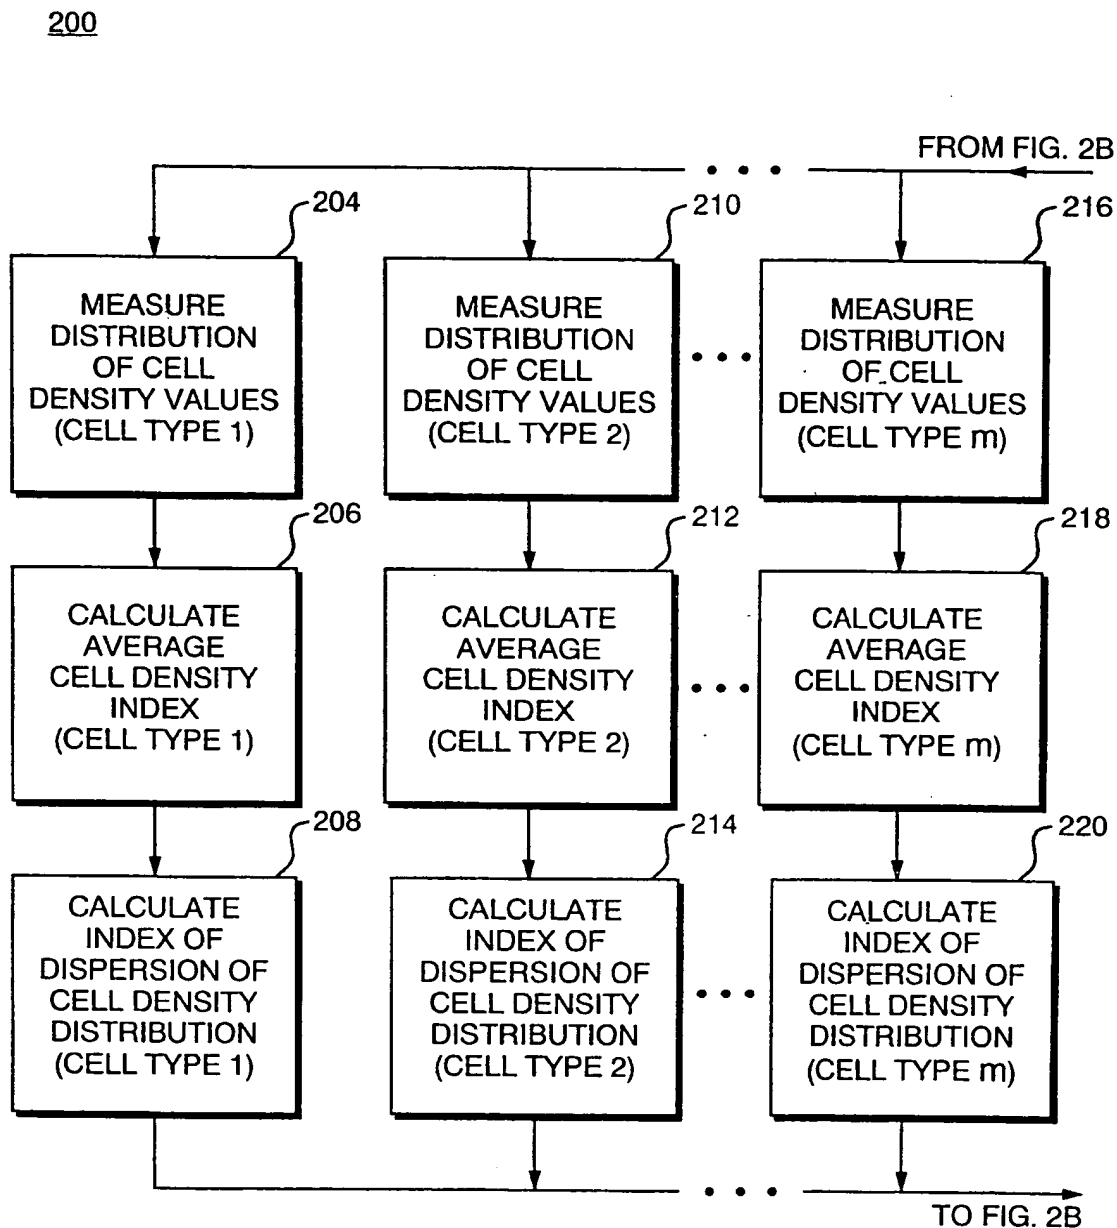 200
FROM FIG. 2B
204
210
216
MEASURE
DISTRIBUTION
OF CELL
DENSITY VALUES
(CELL TYPE 1)
MEASURE
DISTRIBUTION
OF CELL
DENSITY VALUES
(CELL TYPE 2)
MEASURE
DISTRIBUTION
OF CELL
DENSITY VALUES
(CELL TYPE m)
206
212
218
CALCULATE
AVERAGE
CELL DENSITY
INDEX
(CELL TYPE 1)
CALCULATE
AVERAGE
CELL DENSITY
INDEX
(CELL TYPE 2)
CALCULATE
AVERAGE
CELL DENSITY
INDEX
(CELL TYPE m)
208
214
220
CALCULATE
INDEX OF
DISPERSION OF
CELL DENSITY
DISTRIBUTION
(CELL TYPE 1)
CALCULATE
INDEX OF
DISPERSION OF
CELL DENSITY
DISTRIBUTION
(CELL TYPE 2)
CALCULATE
INDEX OF
DISPERSION OF
CELL DENSITY
DISTRIBUTION
(CELL TYPE m)
TO FIG. 2B